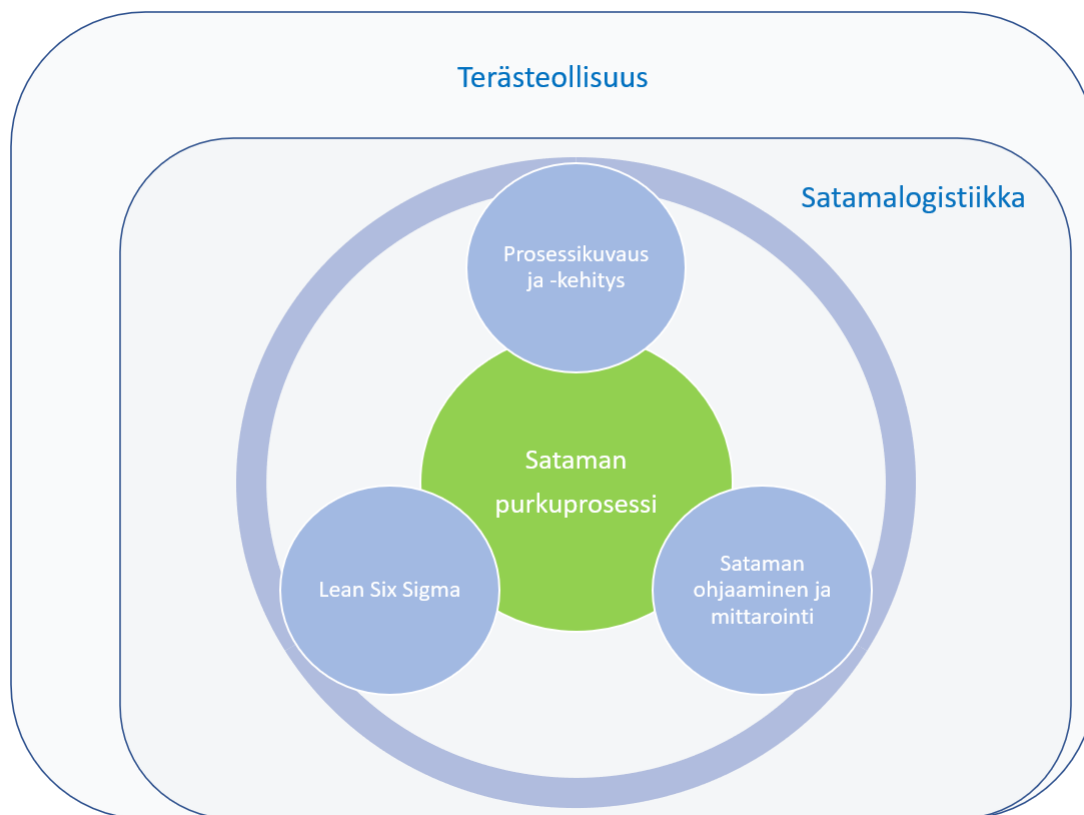 Terästeollisuus
Satamalogistiikka
Prosessikuvaus
ja -kehitys
Sataman
purkuprosessi
Lean Six Sigma
Sataman
ohjaaminen ja
mittarointi